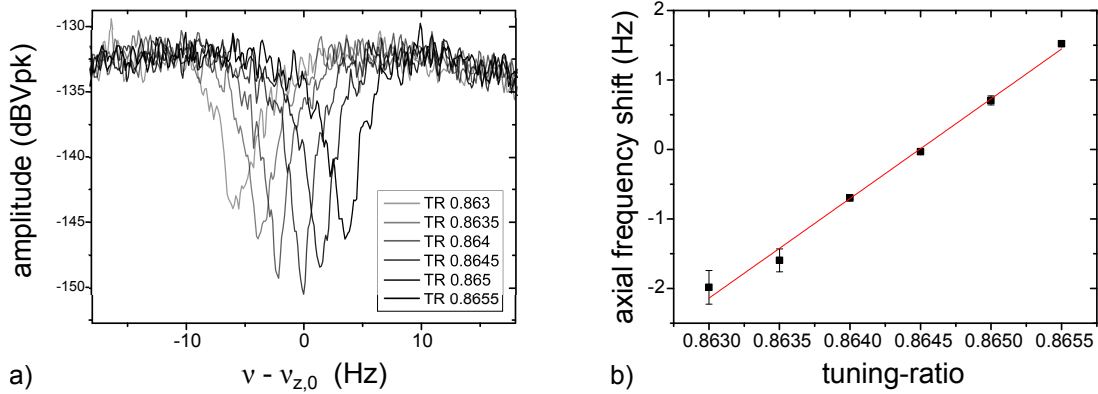 -130
-135
-140
-145
-150
amplitude (dBVpk)
-10
0
10
ν - νz,0 (Hz)
TR 0.863
TR 0.8635
TR 0.864
TR 0.8645
TR 0.865
TR 0.8655
a)
2
1
0
-1
-2
axial frequency shift (Hz)
0.8630 0.8635 0.8640 0.8645 0.8650 0.8655
tuning-ratio
b)